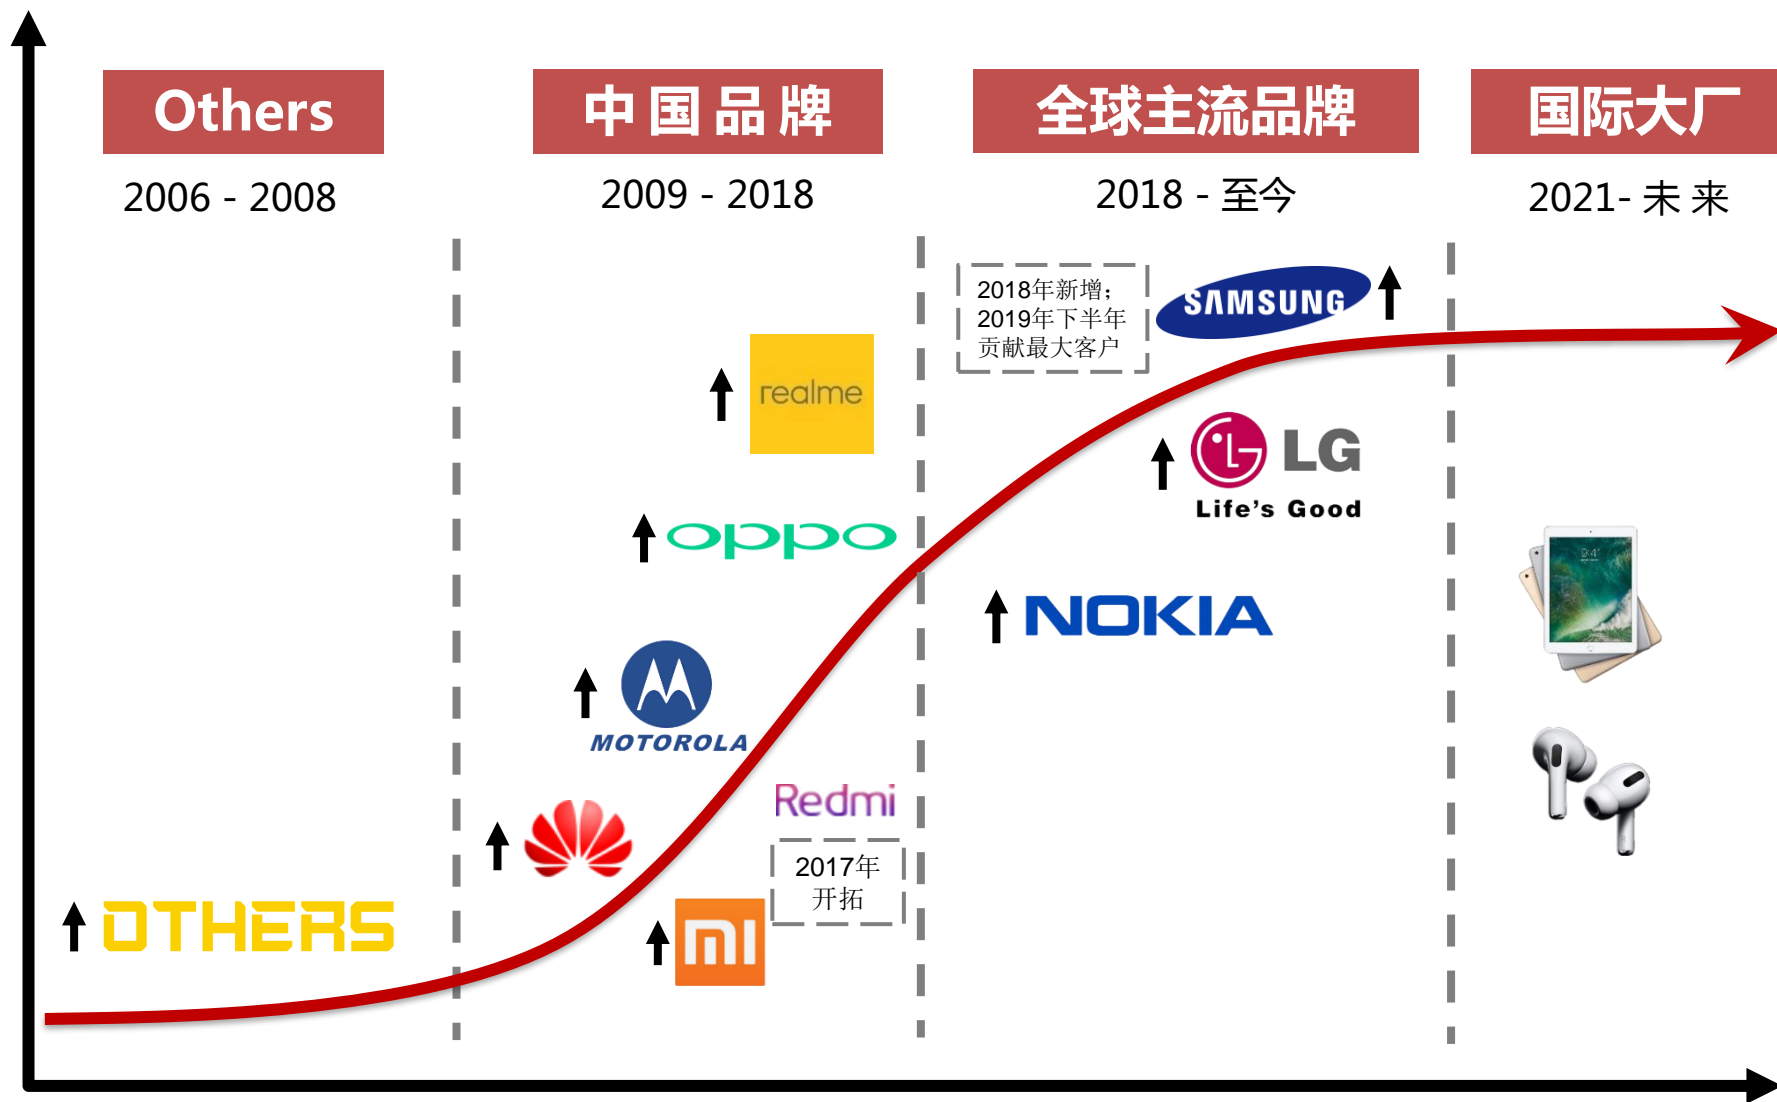 Others
中国品牌
全球主流品牌
国际大厂
2006 - 2008
2009 - 2018
2018 - 至今
2021- 未 来
2018年新增；
2019年下半年
贡献最大客户
SAMSUNG
realme
LG
Life's Good
oppo
NOKIA
MOTOROLA
Redmi
2017年
开拓
OTHERS
mi
9:41